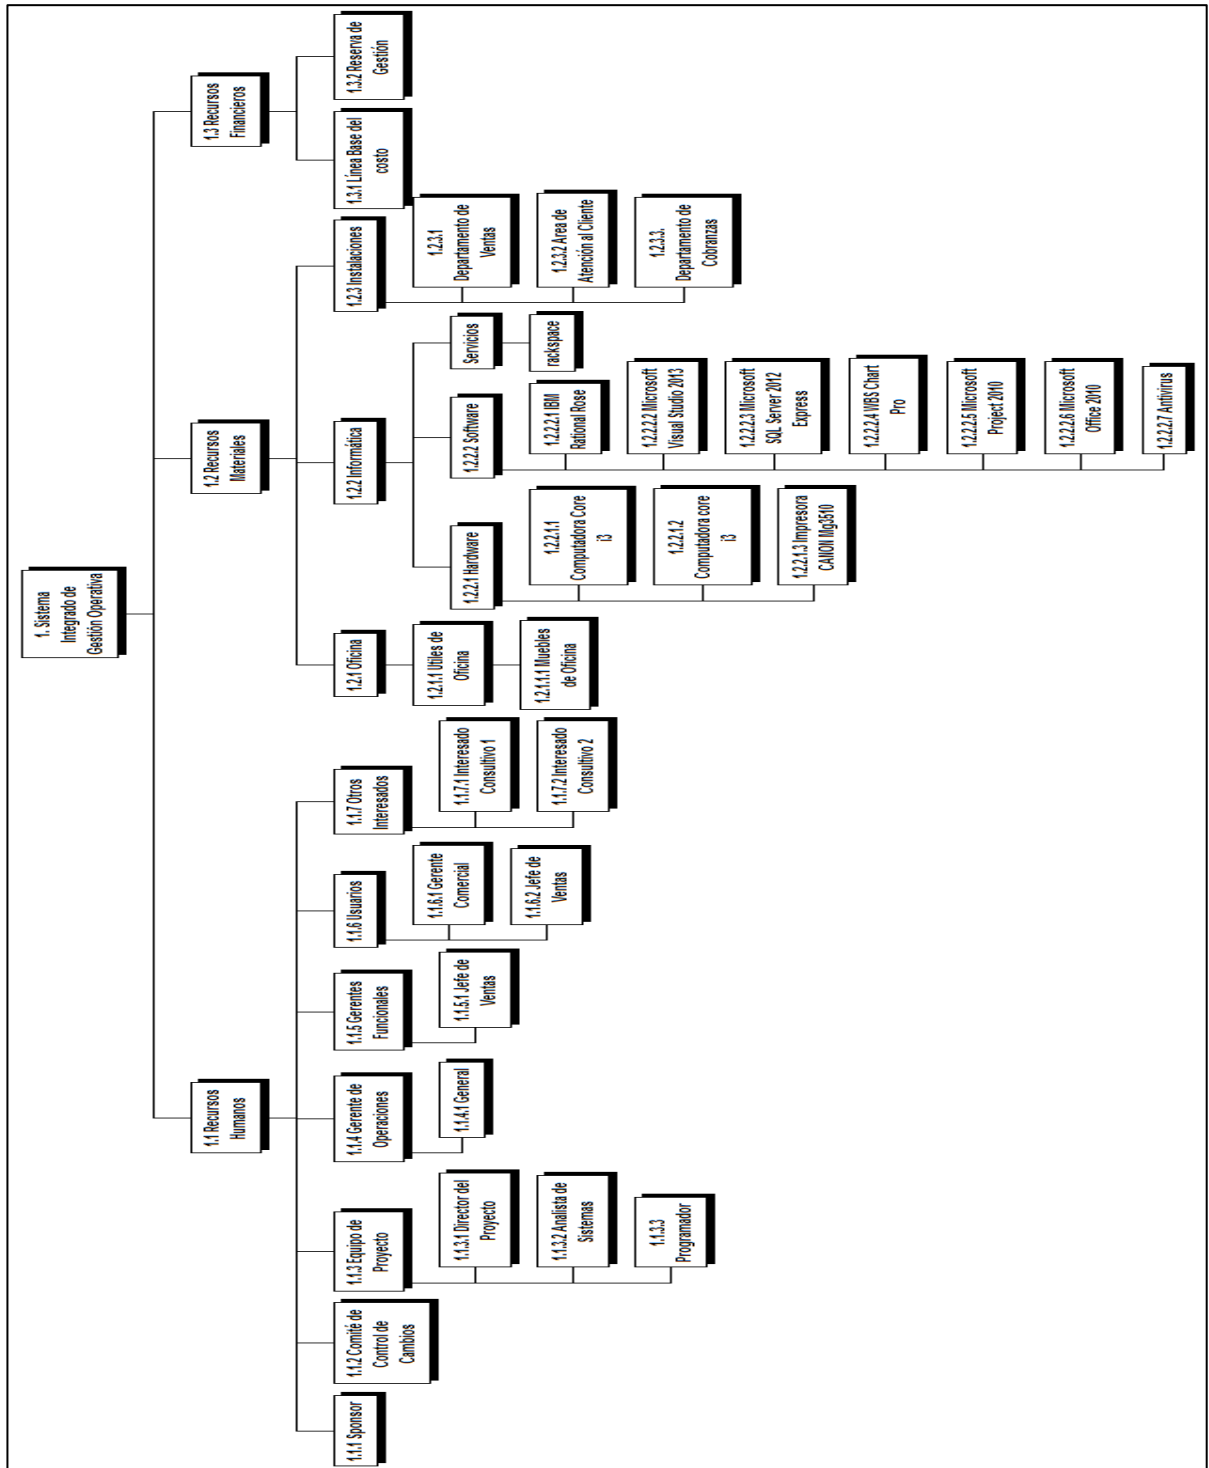 1. Sistema
Integrado de
Gestión Operativa
1.1 Recursos
Humanos
1.1.1 Sponsor
1.1.2 Comité de
Control de
Cambios
1.1.3 Equipo de
Proyecto
1.1.3.1 Director del
Proyecto
1.1.3.2 Analista de
Sistemas
1.1.3.3
Programador
1.1.4 Gerente de
Operaciones
1.1.4.1 General
1.1.5 Gerentes
Funcionales
1.1.5.1 Jefe de
Ventas
1.1.6 Usuarios
1.1.6.1 Gerente
Comercial
1.1.6.2 Jefe de
Ventas
1.1.7 Otros
Interesados
1.1.7.1 Interesado
Consultivo 1
1.1.7.2 Interesado
Consultivo 2
1.2 Recursos
Materiales
1.2.1 Oficina
1.2.1.1 Utiles de
Oficina
1.2.1.1.1 Muebles
de Oficina
1.2.2 Informática
1.2.2.1 Hardware
1.2.2.1.1
Computadora Core
i3
1.2.2.1.2
Computadora core
i3
1.2.2.1.3 Impresora
CANON Mg3510
1.2.2.2 Software
1.2.2.2.1 IBM
Rational Rose
1.2.2.2.2 Microsoft
Visual Studio 2013
1.2.2.2.3 Microsoft
SQL Server 2012
Express
1.2.2.2.4 WBS Chart
Pro
1.2.2.2.5 Microsoft
Project 2010
1.2.2.2.6 Microsoft
Office 2010
1.2.2.2.7 Antivirus
Servicios
rackspace
1.2.3 Instalaciones
1.2.3.1
Departamento de
Ventas
1.2.3.2 Area de
Atención al Cliente
1.2.3.3.
Departamento de
Cobranzas
1.3 Recursos
Financieros
1.3.1 Línea Base del
costo
1.3.2 Reserva de
Gestión